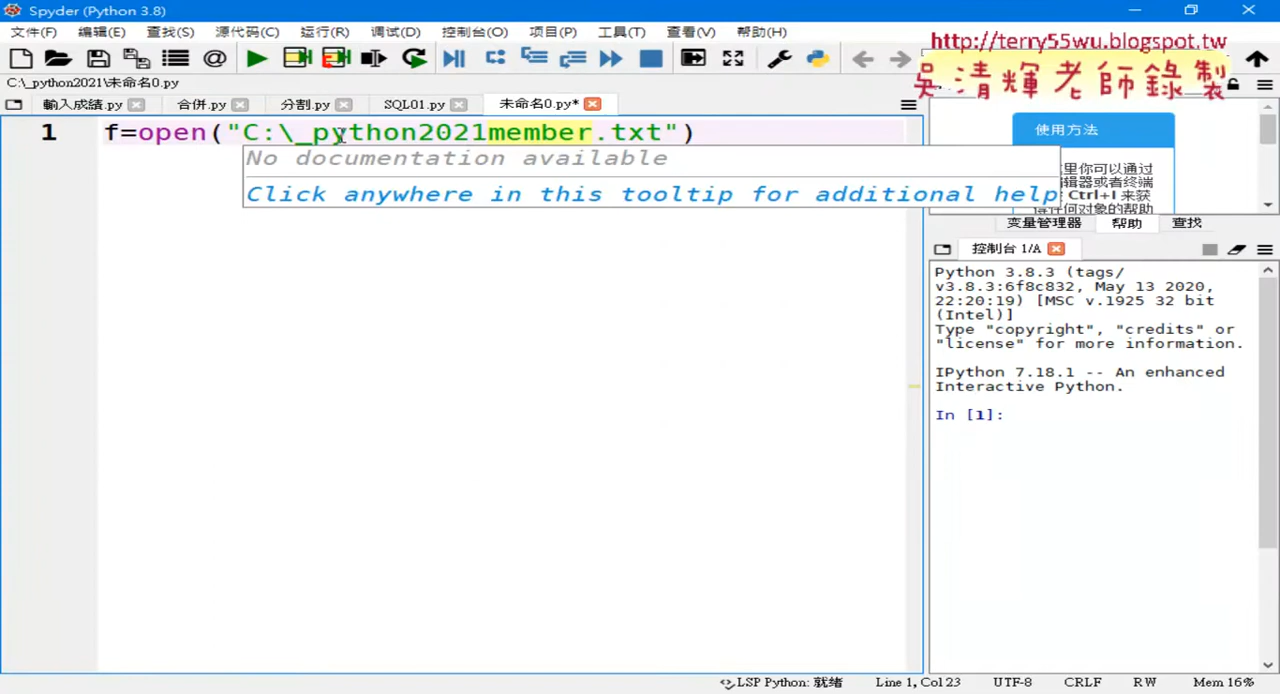 Spyder (Python 3.8)
文件(F) 编辑(E) 查找(S) 源代码(C) 运行(R) 调试(D) 控制台(O) 项目(P) 工具(T) 查看(V) 帮助(H)
http://terry55wu.blogspot.tw
吳清輝老師錄製
C:\_python2021\未命名0.py
輸入成績.py 合併.py 分割.py SQL01.py 未命名0.py*
1 f=open("C:\_python2021member.txt")
No documentation available
Click anywhere in this tooltip for additional help
使用方法
里你可以通过
辑器或者终端
Ctrl+I 来获
得任何对象的帮助
变量管理器 帮助 查找
控制台 1/A
Python 3.8.3 (tags/
v3.8.3:6f8c832, May 13 2020,
22:20:19) [MSC v.1925 32 bit
(Intel)]
Type "copyright", "credits" or
"license" for more information.
IPython 7.18.1 -- An enhanced
Interactive Python.
In [1]:
LSP Python: 就绪 Line 1, Col23 UTF-8 CRLF RW Mem 16%